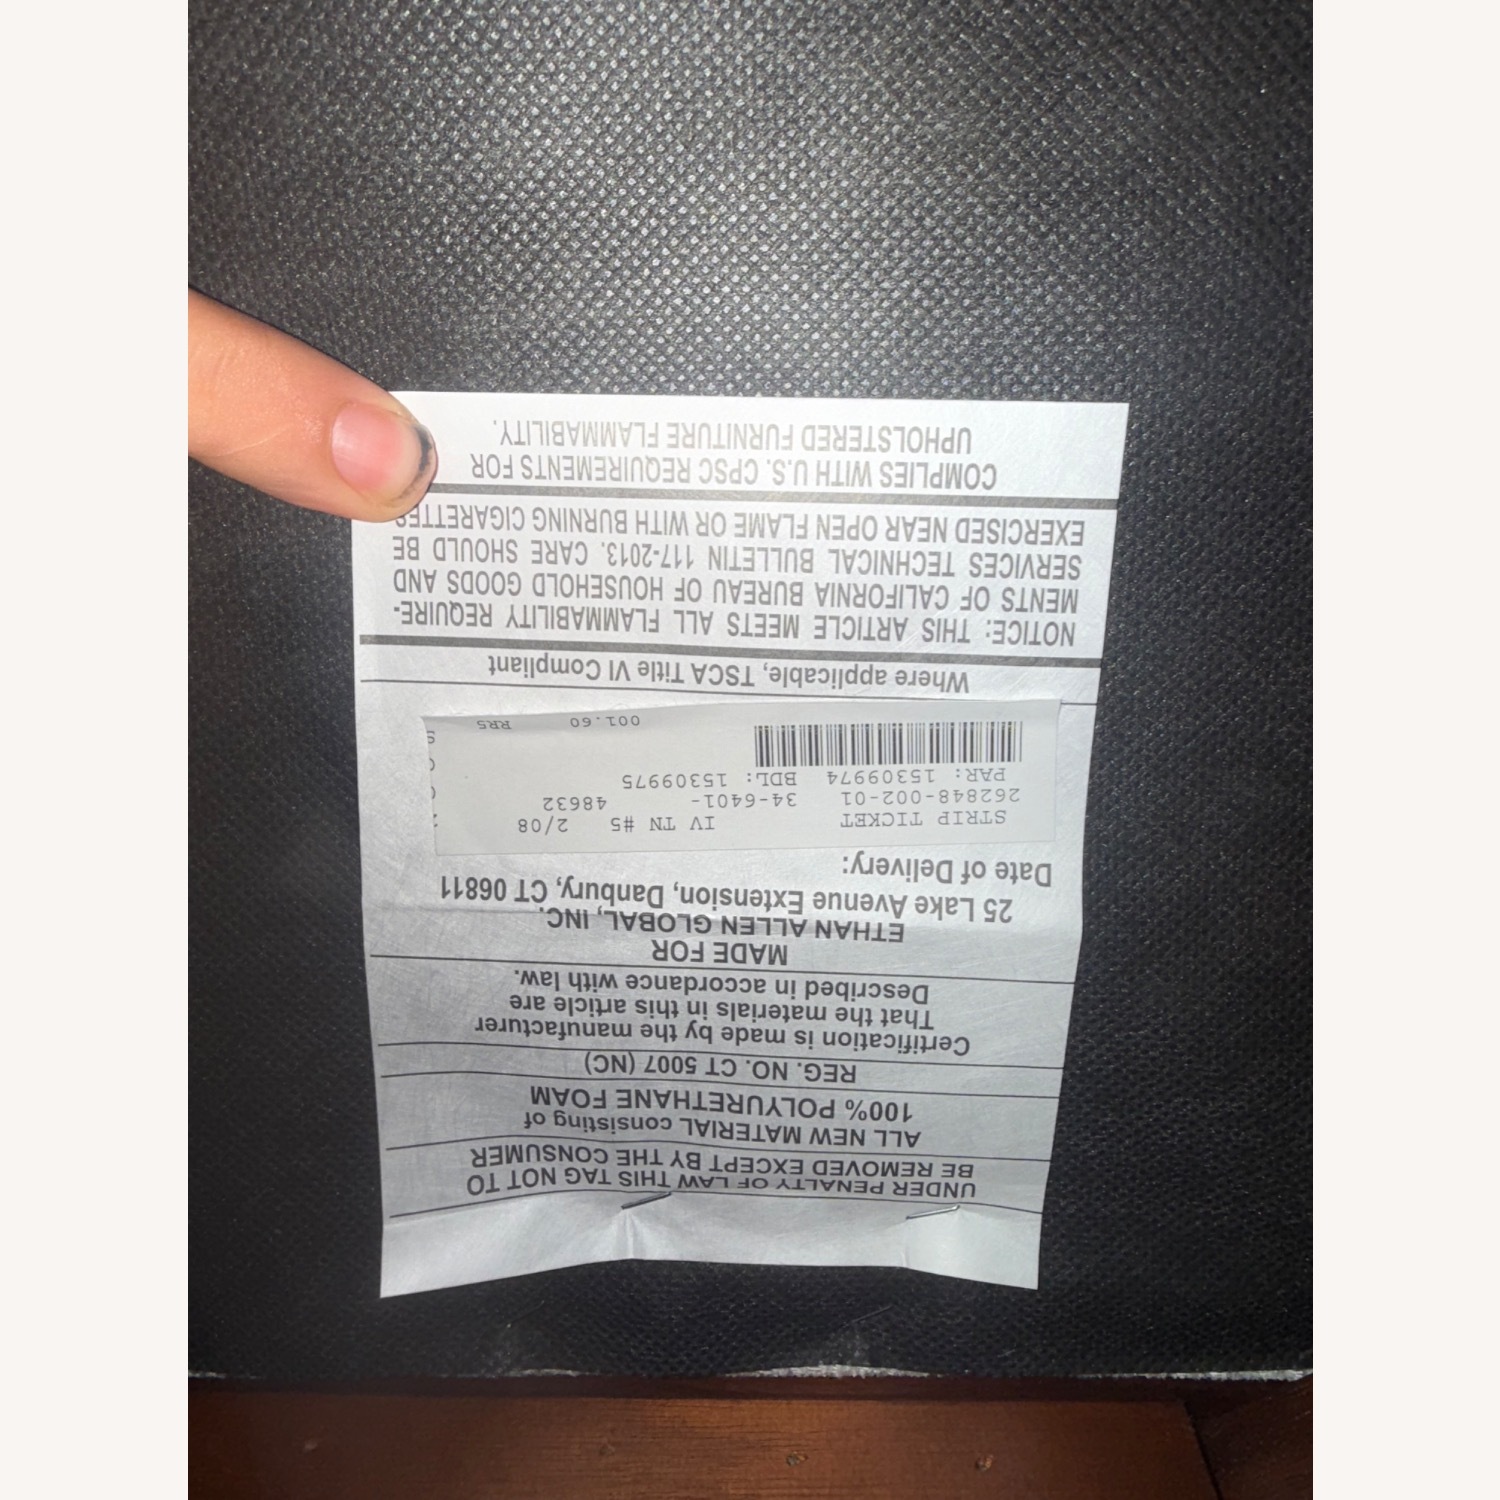 UNDER PENALTY OF LAW THIS TAG NOT TO
BE REMOVED EXCEPT BY THE CONSUMER
ALL NEW MATERIAL consisting of
100% POLYURETHANE FOAM
REG. NO. CT 5007 (NC)
Certification is made by the manufacturer
That the materials in this article are
Described in accordance with law.
MADE FOR
ETHAN ALLEN GLOBAL, INC.
25 Lake Avenue Extension, Danbury, CT 06811
Date of Delivery:
STRIP TICKET IV TN #5 2/08
262848-002-01 34-6401- 48632
PAR: 15309974 BDL: 15309975
001.60 RRS
Where applicable, TSCA Title VI Compliant
NOTICE: THIS ARTICLE MEETS ALL FLAMMABILITY REQUIRE-
MENTS OF CALIFORNIA BUREAU OF HOUSEHOLD GOODS AND
SERVICES TECHNICAL BULLETIN 117-2013. CARE SHOULD BE
EXERCISED NEAR OPEN FLAME OR WITH BURNING CIGARETTES
COMPLIES WITH U.S. CPSC REQUIREMENTS FOR
UPHOLSTERED FURNITURE FLAMMABILITY.